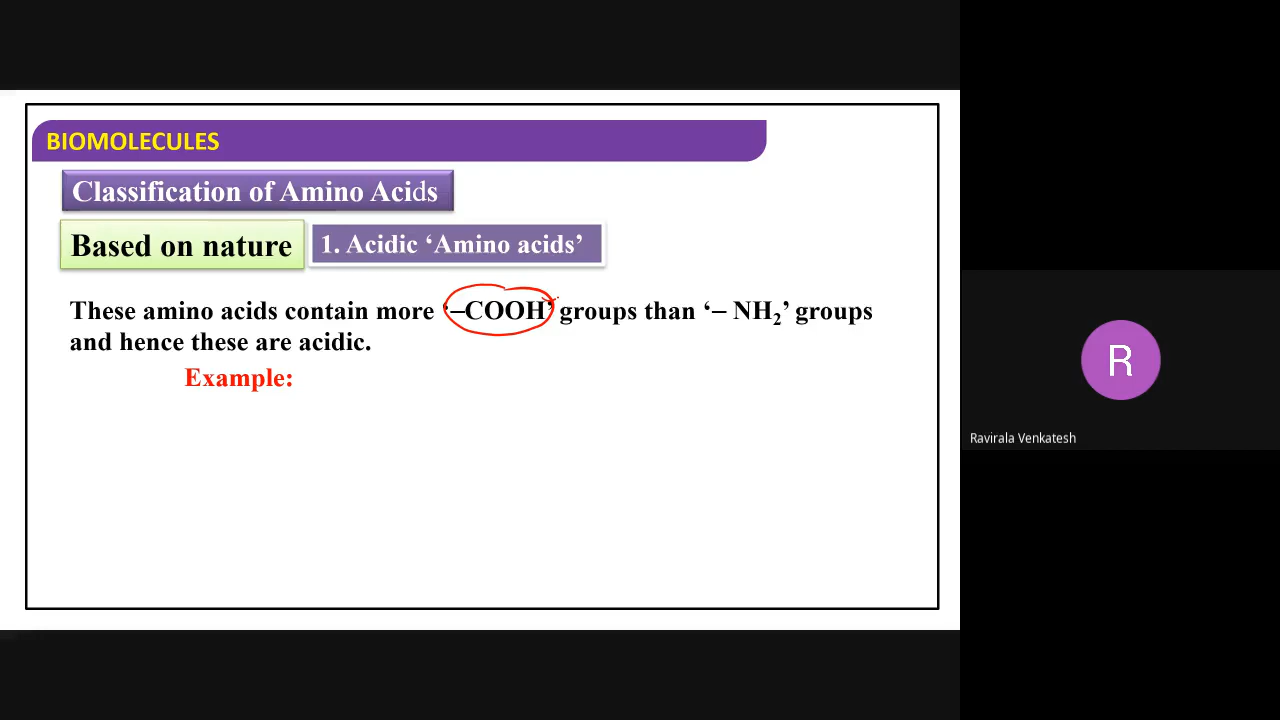 BIOMOLECULES
Classification of Amino Acids
Based on nature
1. Acidic ‘Amino acids’
These amino acids contain more ‘–COOH’ groups than ‘– NH₂’ groups
and hence these are acidic.
Example:
R
Ravirala Venkatesh